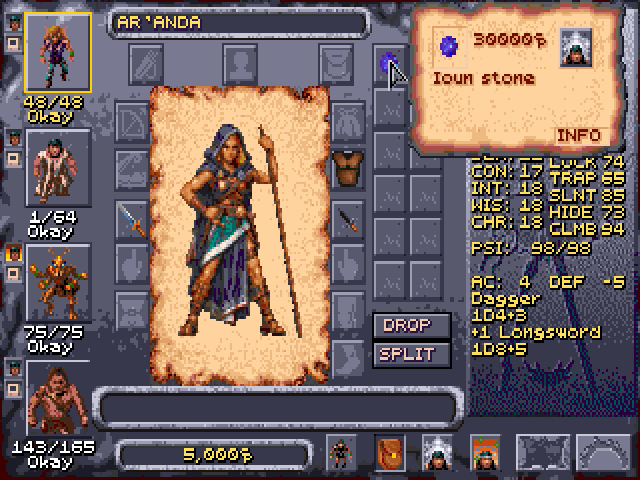 AR'ANDA
30000
Ioun stone
INFO
48/48
Okay
1/64
Okay
75/75
Okay
143/165
Okay
LOCK 74
CON: 17 TRAP 65
INT: 18 SLNT 85
WIS: 18 HIDE 73
CHR: 18 CLMB 94
PSI: 98/98
AC: 4 DEF -5
Dagger
1D4+3
+1 Longsword
1D8+5
DROP
SPLIT
5,000